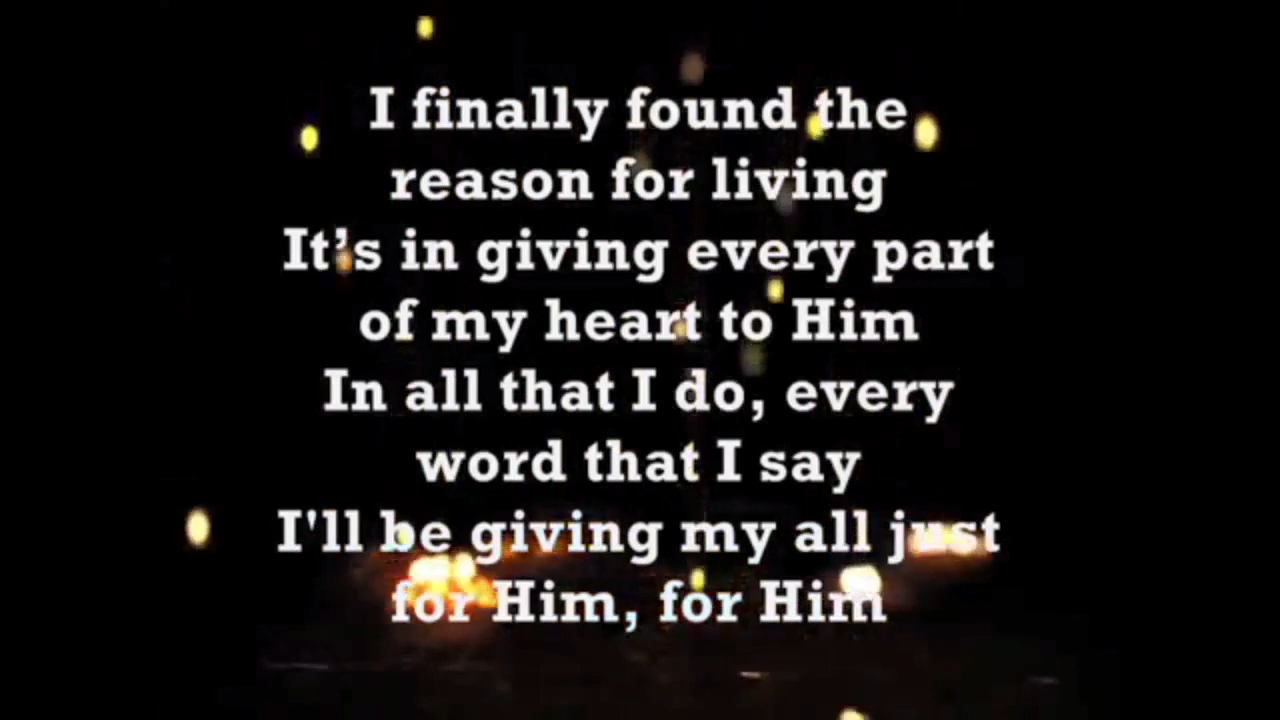 I finally found the
reason for living
It’s in giving every part
of my heart to Him
In all that I do, every
word that I say
I'll be giving my all just
for Him, for Him